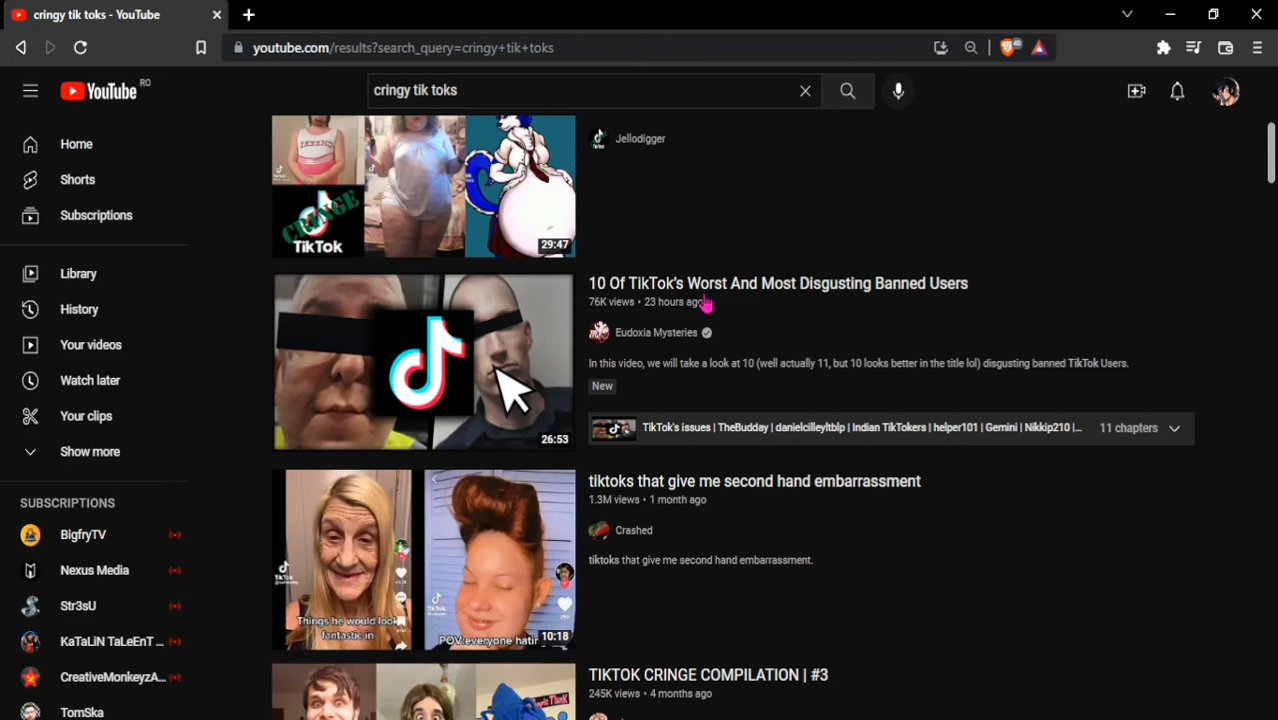 cringy tik toks - YouTube
youtube.com/results?search_query=cringy+tik+toks
YouTube RO
cringy tik toks
Home
Shorts
Subscriptions
Library
History
Your videos
Watch later
Your clips
Show more
SUBSCRIPTIONS
BigfryTV
Nexus Media
Str3sU
KaTaLiN TaLeEnT ...
CreativeMonkeyzA...
TomSka
CRINGE
TikTok
29:47
Jellodigger
26:53
10 Of TikTok's Worst And Most Disgusting Banned Users
76K views • 23 hours ago
Eudoxia Mysteries
In this video, we will take a look at 10 (well actually 11, but 10 looks better in the title lol) disgusting banned TikTok Users.
New
TikTok's issues | TheBudday | danielcilleyltblp | Indian TikTokers | helper101 | Gemini | Nikkip210 |...
11 chapters
TikTok
Things he would look
fantastic in
TikTok
POV:everyone hatin
10:18
tiktoks that give me second hand embarrassment
1.3M views • 1 month ago
Crashed
tiktoks that give me second hand embarrassment.
TIKTOK CRINGE COMPILATION | #3
245K views • 4 months ago